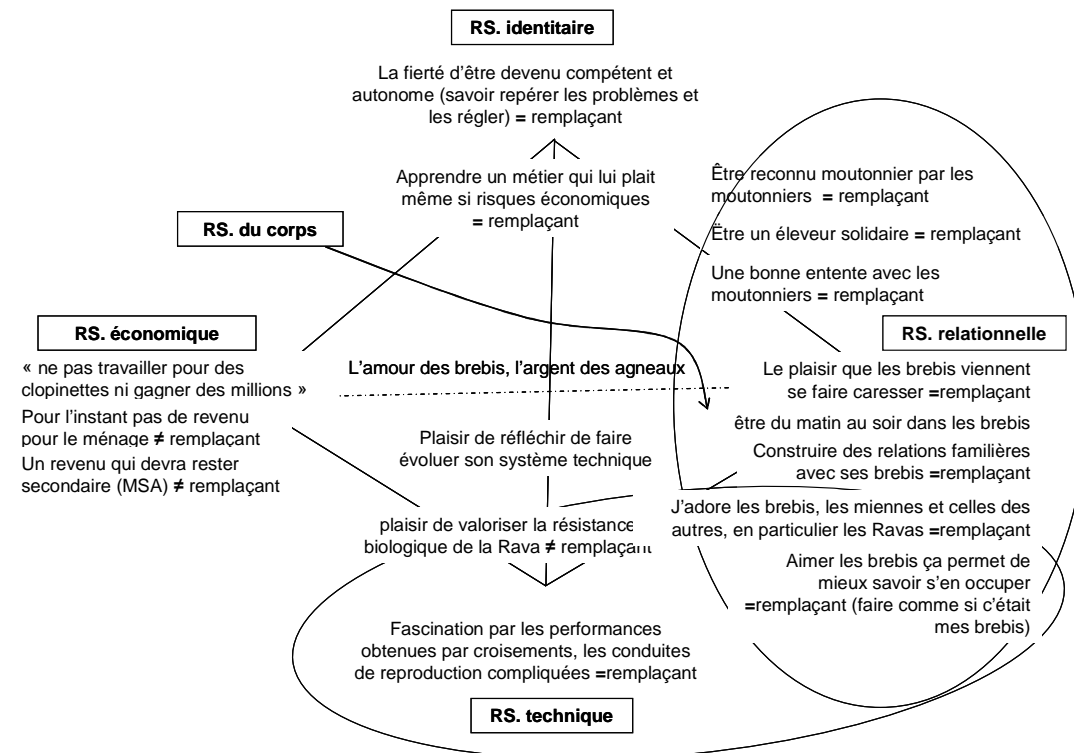 RS. identitaire
La fierté d’être devenu compétent et
autonome (savoir repérer les problèmes et
les régler) = remplaçant
Apprendre un métier qui lui plait
même si risques économiques
= remplaçant
Être reconnu moutonnier par les
moutonniers = remplaçant
Ëtre un éleveur solidaire = remplaçant
Une bonne entente avec les
moutonniers = remplaçant
RS. du corps
RS. économique
« ne pas travailler pour des
clopinettes ni gagner des millions »
Pour l’instant pas de revenu
pour le ménage ≠ remplaçant
Un revenu qui devra rester
secondaire (MSA) ≠ remplaçant
L’amour des brebis, l’argent des agneaux
RS. relationnelle
Le plaisir que les brebis viennent
se faire caresser =remplaçant
être du matin au soir dans les brebis
Construire des relations familières
avec ses brebis =remplaçant
J’adore les brebis, les miennes et celles des
autres, en particulier les Ravas =remplaçant
Aimer les brebis ça permet de
mieux savoir s’en occuper
=remplaçant (faire comme si c’était
mes brebis)
Plaisir de réfléchir de faire
évoluer son système technique
plaisir de valoriser la résistance
biologique de la Rava ≠ remplaçant
Fascination par les performances
obtenues par croisements, les conduites
de reproduction compliquées =remplaçant
RS. technique